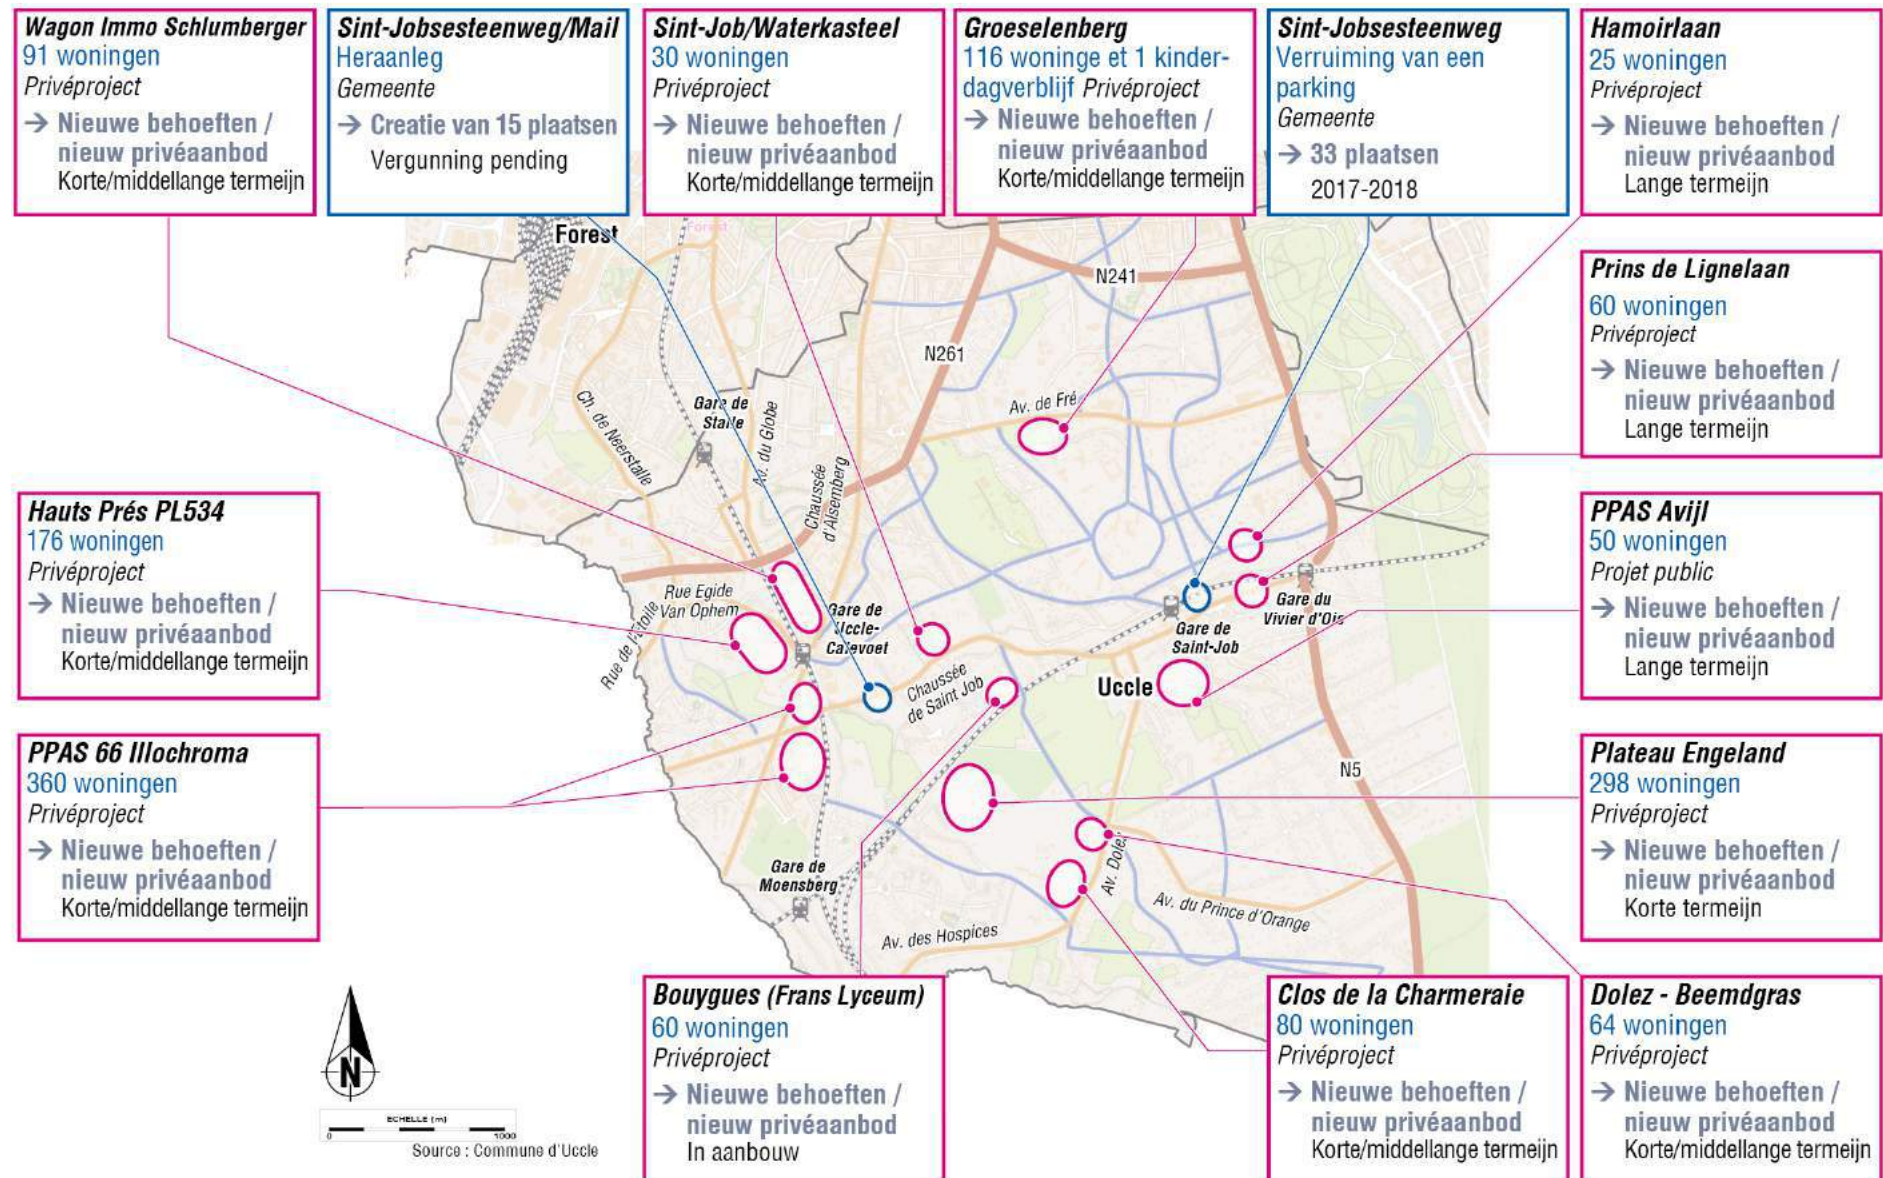 Wagon Immo Schlumberger
91 woningen
Privéproject
→ Nieuwe behoeften /
nieuw privéaanbod
Korte/middellange termeijn
Sint-Jobsesteenweg/Mail
Heraanleg
Gemeente
→ Creatie van 15 plaatsen
Vergunning pending
Sint-Job/Waterkasteel
30 woningen
Privéproject
→ Nieuwe behoeften /
nieuw privéaanbod
Korte/middellange termeijn
Groeselenberg
116 woninge et 1 kinder-
dagverblijf Privéproject
→ Nieuwe behoeften /
nieuw privéaanbod
Korte/middellange termeijn
Sint-Jobsesteenweg
Verruiming van een
parking
Gemeente
→ 33 plaatsen
2017-2018
Hamoirlaan
25 woningen
Privéproject
→ Nieuwe behoeften /
nieuw privéaanbod
Lange termeijn
Prins de Lignelaan
60 woningen
Privéproject
→ Nieuwe behoeften /
nieuw privéaanbod
Lange termeijn
Forest
Forest
N241
N261
Av. de Fré
Gare de
Stalle
Ch. de Neerstalle
Av. du Globe
Chaussée
d'Alsemberg
Hauts Prés PL534
176 woningen
Privéproject
→ Nieuwe behoeften /
nieuw privéaanbod
Korte/middellange termeijn
PPAS Avijl
50 woningen
Projet public
→ Nieuwe behoeften /
nieuw privéaanbod
Lange termeijn
Rue Egide
Van Ophem
Rue de l'Etoile
Gare de
Uccle-
Calevoet
Gare du
Vivier d'Ois
Gare de
Saint-Job
Chaussée
de Saint Job
Uccle
PPAS 66 Illochroma
360 woningen
Privéproject
→ Nieuwe behoeften /
nieuw privéaanbod
Korte/middellange termeijn
Plateau Engeland
298 woningen
Privéproject
→ Nieuwe behoeften /
nieuw privéaanbod
Korte termeijn
N5
Gare de
Moensberg
Av. Dolez
Av. du Prince d'Orange
Av. des Hospices
Bouygues (Frans Lyceum)
60 woningen
Privéproject
→ Nieuwe behoeften /
nieuw privéaanbod
In aanbouw
Clos de la Charmeraie
80 woningen
Privéproject
→ Nieuwe behoeften /
nieuw privéaanbod
Korte/middellange termeijn
Dolez - Beemdgras
64 woningen
Privéproject
→ Nieuwe behoeften /
nieuw privéaanbod
Korte/middellange termeijn
N
ECHELLE (m)
0 1000
Source : Commune d'Uccle